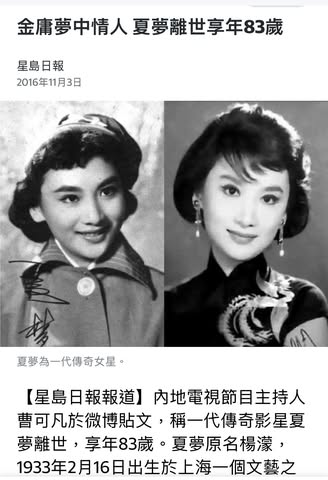 金庸夢中情人 夏夢離世享年83歲
星島日報
2016年11月3日
夏夢為一代傳奇女星。
【星島日報報道】內地電視節目主持人
曹可凡於微博貼文,稱一代傳奇影星夏
夢離世,享年83歲。夏夢原名楊濛,
1933年2月16日出生於上海一個文藝之